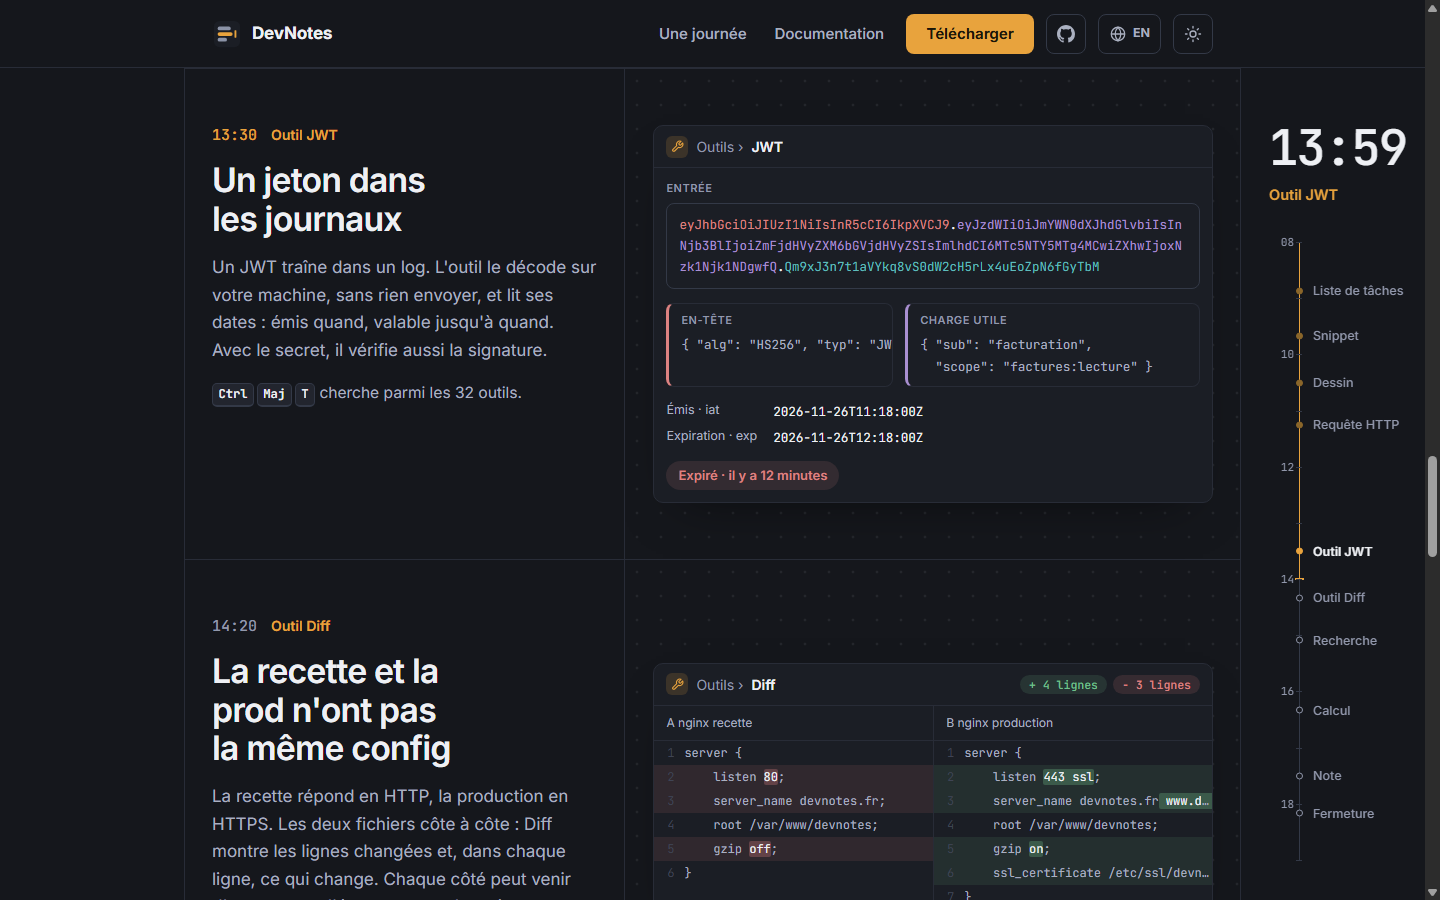 DevNotes
Une journée
Documentation
Télécharger
EN
13:30 Outil JWT
Un jeton dans
les journaux
Un JWT traîne dans un log. L'outil le décode sur
votre machine, sans rien envoyer, et lit ses
dates : émis quand, valable jusqu'à quand.
Avec le secret, il vérifie aussi la signature.
Ctrl Maj T cherche parmi les 32 outils.
Outils › JWT
ENTRÉE
eyJhbGciOiJIUzI1NiIsInR5cCI6IkpXVCJ9.eyJzdWIiOiJmYWN0dXJhdGlvbiIsIn
Njb3BlIjoiZmFjdHVyZXM6bGVjdHVyZSIsImlhdCI6MTc5NTY5MTg4MCwiZXhwIjoxN
zk1Njk1NDgwfQ.Qm9xJ3n7t1aVYkq8vS0dW2cH5rLx4uEoZpN6fGyTbM
EN-TÊTE
{ "alg": "HS256", "typ": "JW
CHARGE UTILE
{ "sub": "facturation",
"scope": "factures:lecture" }
Émis · iat 2026-11-26T11:18:00Z
Expiration · exp 2026-11-26T12:18:00Z
Expiré · il y a 12 minutes
14:20 Outil Diff
La recette et la
prod n'ont pas
la même config
La recette répond en HTTP, la production en
HTTPS. Les deux fichiers côte à côte : Diff
montre les lignes changées et, dans chaque
ligne, ce qui change. Chaque côté peut venir
Outils › Diff
+ 4 lignes
- 3 lignes
A nginx recette
1 server {
2 listen 80;
3 server_name devnotes.fr;
4 root /var/www/devnotes;
5 gzip off;
6 }
B nginx production
1 server {
2 listen 443 ssl;
3 server_name devnotes.fr www.d…
4 root /var/www/devnotes;
5 gzip on;
6 ssl_certificate /etc/ssl/devn…
7 }
13:59
Outil JWT
08
Liste de tâches
Snippet
10
Dessin
Requête HTTP
12
Outil JWT
14
Outil Diff
Recherche
16
Calcul
Note
18
Fermeture